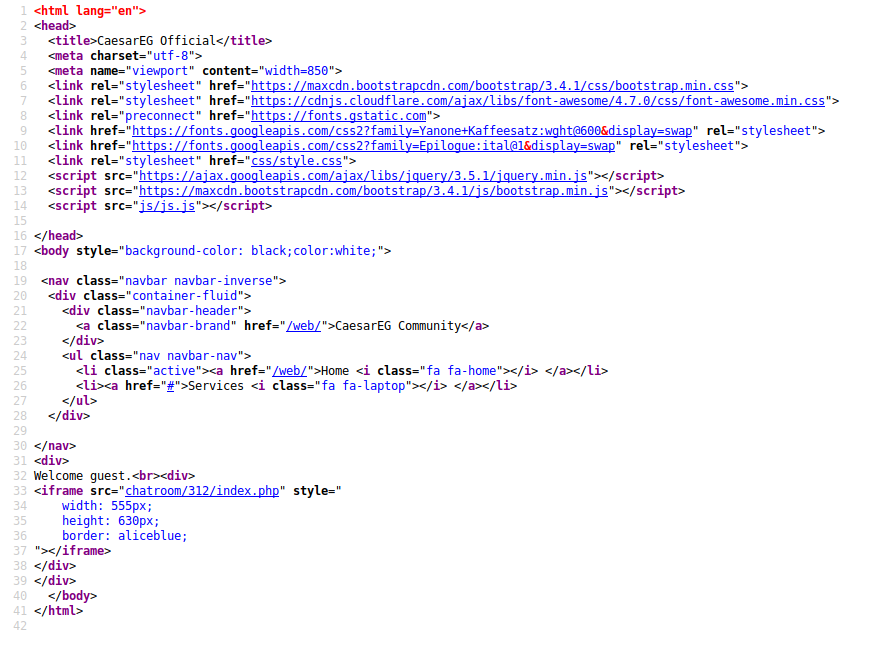 1 <html lang="en">
2 <head>
3   <title>CaesarEG Official</title>
4   <meta charset="utf-8">
5   <meta name="viewport" content="width=850">
6   <link rel="stylesheet" href="https://maxcdn.bootstrapcdn.com/bootstrap/3.4.1/css/bootstrap.min.css">
7   <link rel="stylesheet" href="https://cdnjs.cloudflare.com/ajax/libs/font-awesome/4.7.0/css/font-awesome.min.css">
8   <link rel="preconnect" href="https://fonts.gstatic.com">
9   <link href="https://fonts.googleapis.com/css2?family=Yanone+Kaffeesatz:wght@600&display=swap" rel="stylesheet">
10   <link href="https://fonts.googleapis.com/css2?family=Epilogue:ital@1&display=swap" rel="stylesheet">
11   <link rel="stylesheet" href="css/style.css">
12   <script src="https://ajax.googleapis.com/ajax/libs/jquery/3.5.1/jquery.min.js"></script>
13   <script src="https://maxcdn.bootstrapcdn.com/bootstrap/3.4.1/js/bootstrap.min.js"></script>
14   <script src="js/js.js"></script>
15
16 </head>
17 <body style="background-color: black;color:white;">
18
19  <nav class="navbar navbar-inverse">
20   <div class="container-fluid">
21     <div class="navbar-header">
22       <a class="navbar-brand" href="/web/">CaesarEG Community</a>
23     </div>
24     <ul class="nav navbar-nav">
25       <li class="active"><a href="/web/">Home <i class="fa fa-home"></i> </a></li>
26       <li><a href="#">Services <i class="fa fa-laptop"></i> </a></li>
27     </ul>
28   </div>
29
30 </nav>
31 <div>
32 Welcome guest.<br><div>
33 <iframe src="chatroom/312/index.php" style="
34     width: 555px;
35     height: 630px;
36     border: aliceblue;
37 "></iframe>
38 </div>
39 </div>
40   </body>
41 </html>
42